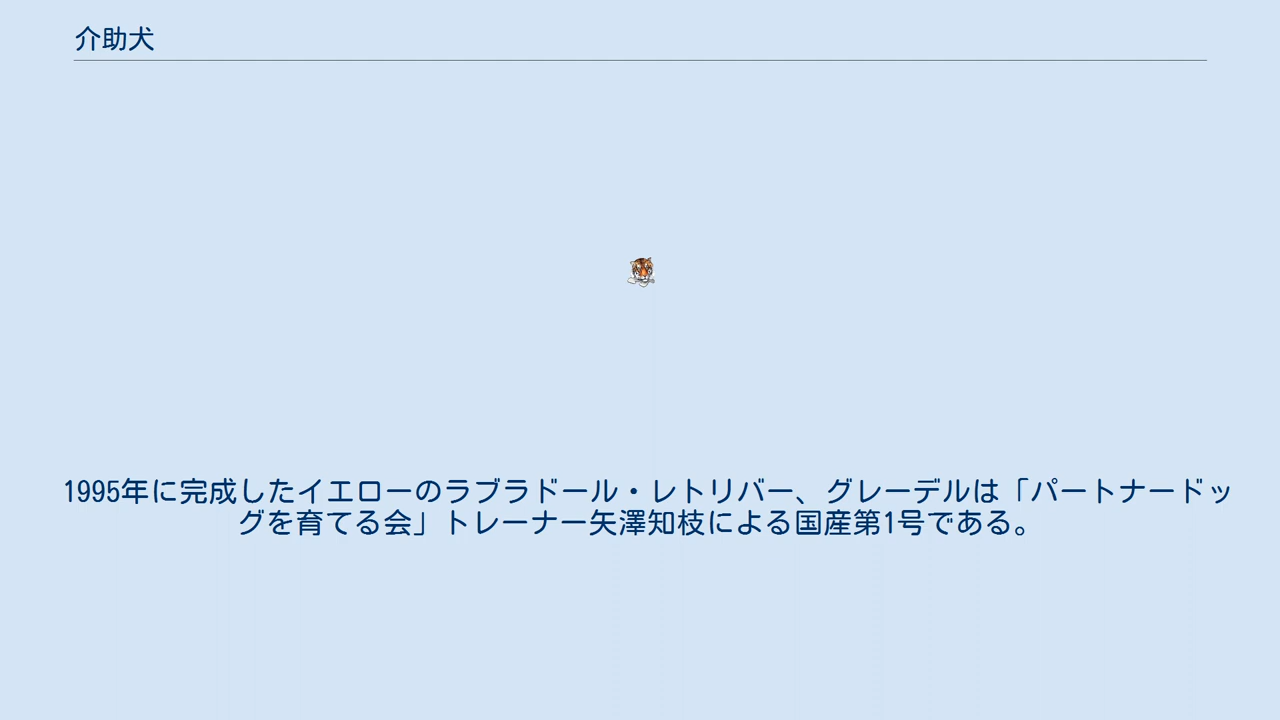 介助犬
1995年に完成したイエローのラブラドール・レトリバー、グレーデルは「パートナードッ
グを育てる会」トレーナー矢澤知枝による国産第1号である。